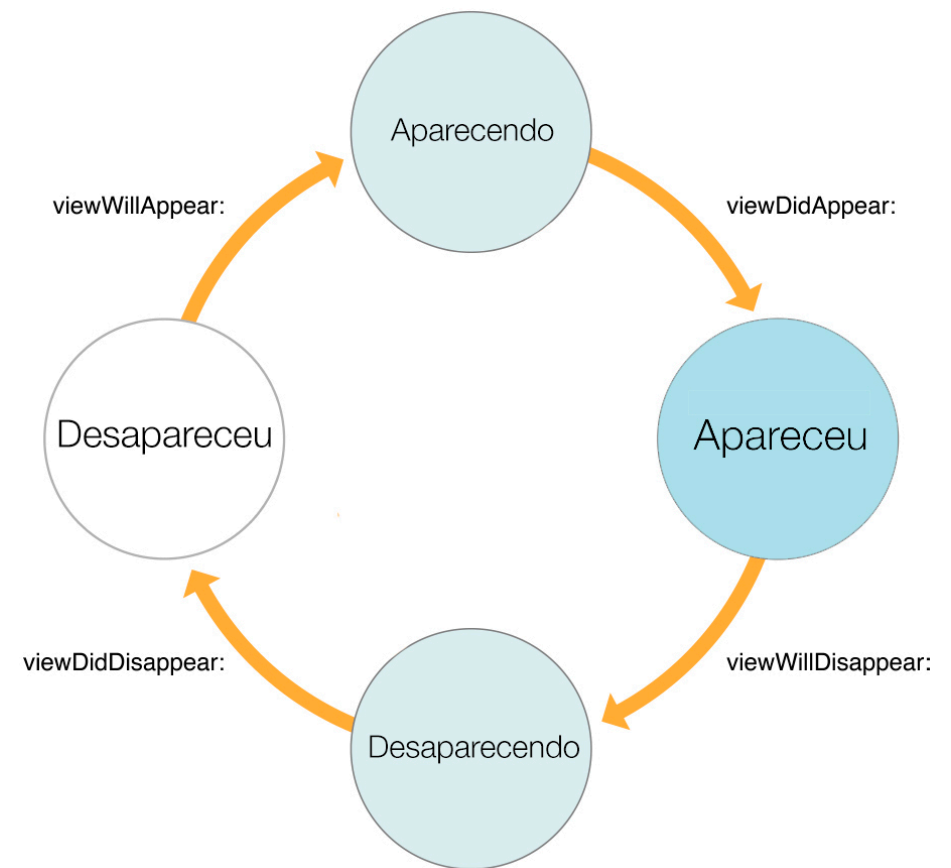 Aparecendo
viewWillAppear:
viewDidAppear:
Desapareceu
Apareceu
viewDidDisappear:
viewWillDisappear:
Desaparecendo